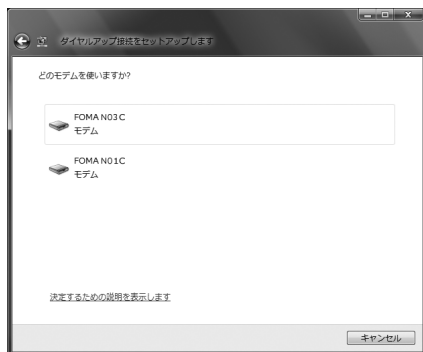 ダイヤルアップ接続をセットアップします
どのモデムを使いますか?
FOMA N03C
モデム
FOMA N01C
モデム
決定するための説明を表示します
キャンセル